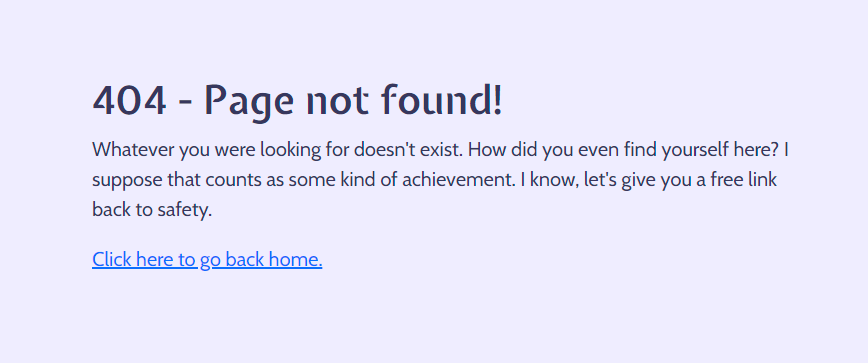 404 - Page not found!
Whatever you were looking for doesn't exist. How did you even find yourself here? I
suppose that counts as some kind of achievement. I know, let's give you a free link
back to safety.
Click here to go back home.